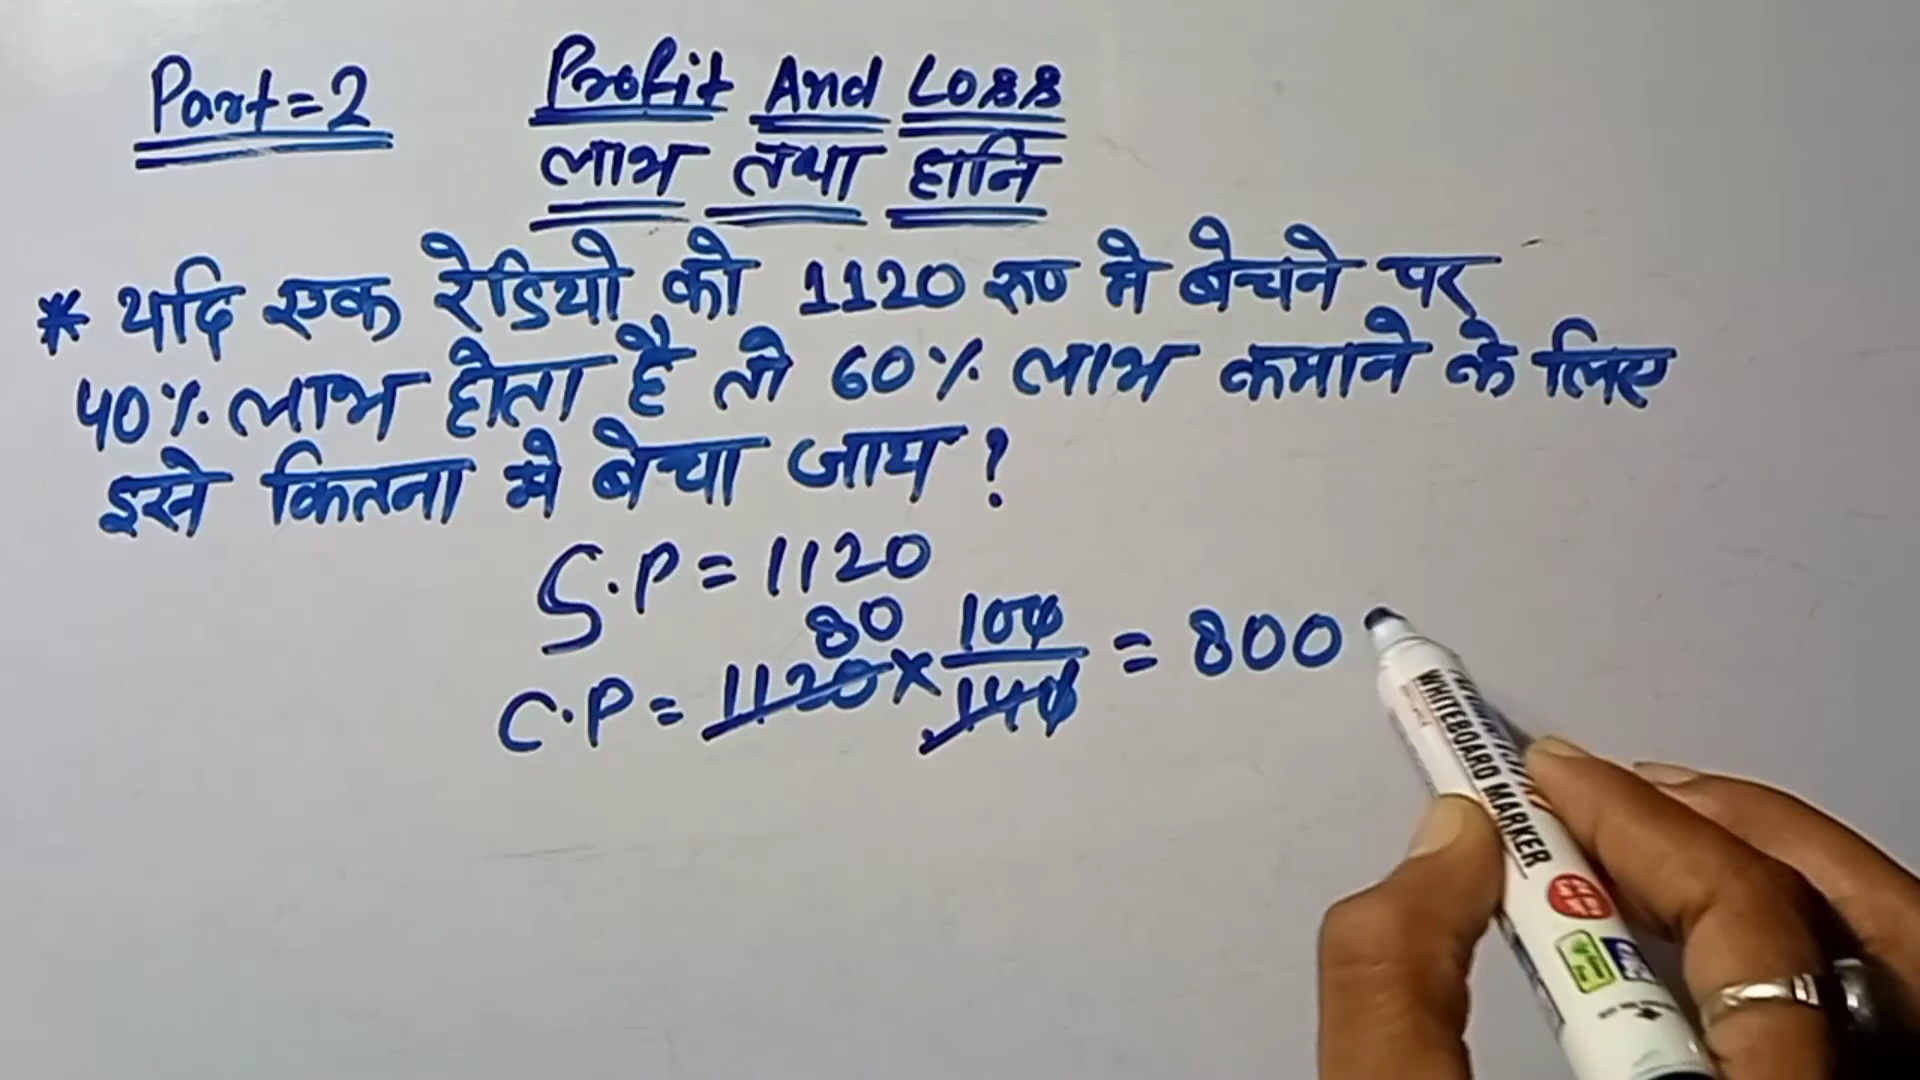 Part=2
Profit And Loss
लाभ तथा हानि
* यदि एक रेडियो को 1120 रू० मे बेचने पर
40% लाभ होता है तो 60% लाभ कमाने के लिए
इसे कितना मे बेचा जाय ?
S.P = 1120
80
C.P = 1120 × 100/140 = 800
WHITEBOARD MARKER